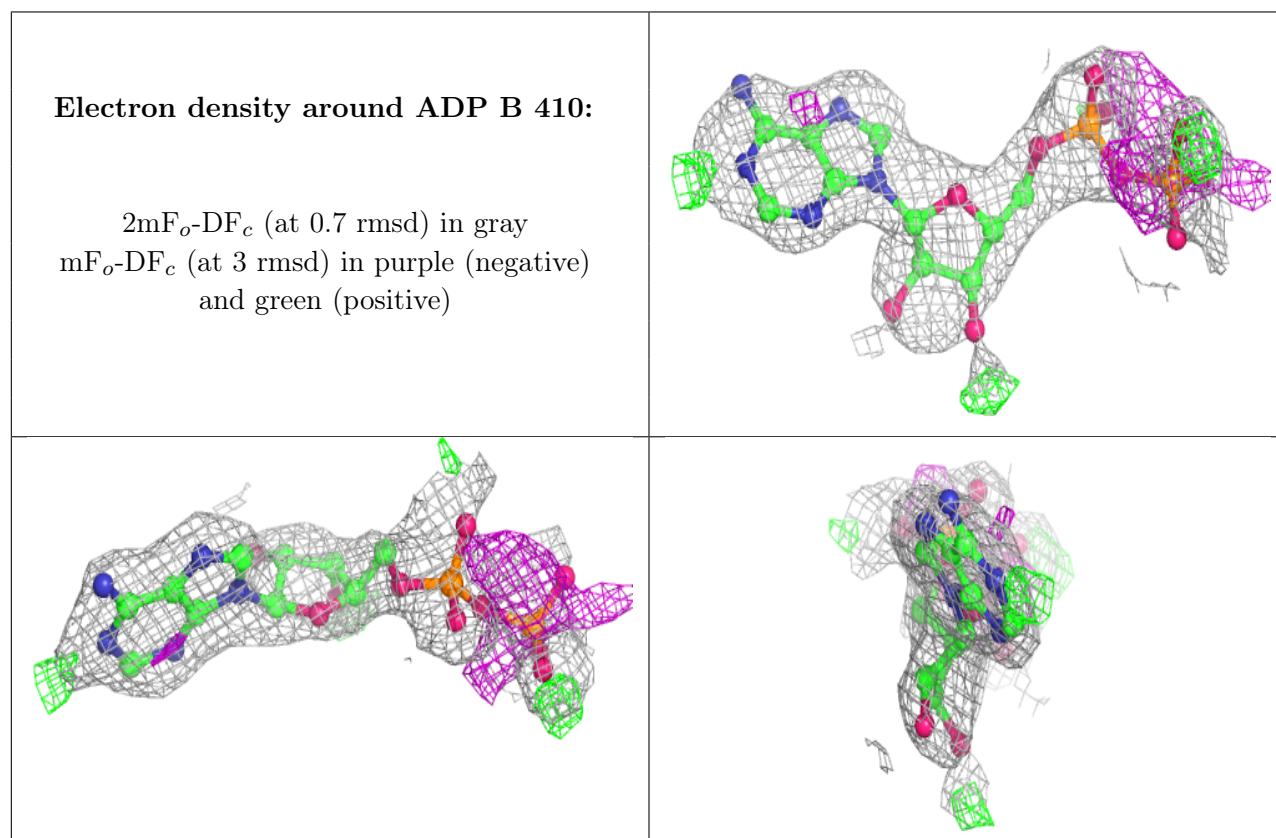 Electron density around ADP B 410:
2mFo-DFc (at 0.7 rmsd) in gray
mFo-DFc (at 3 rmsd) in purple (negative)
and green (positive)